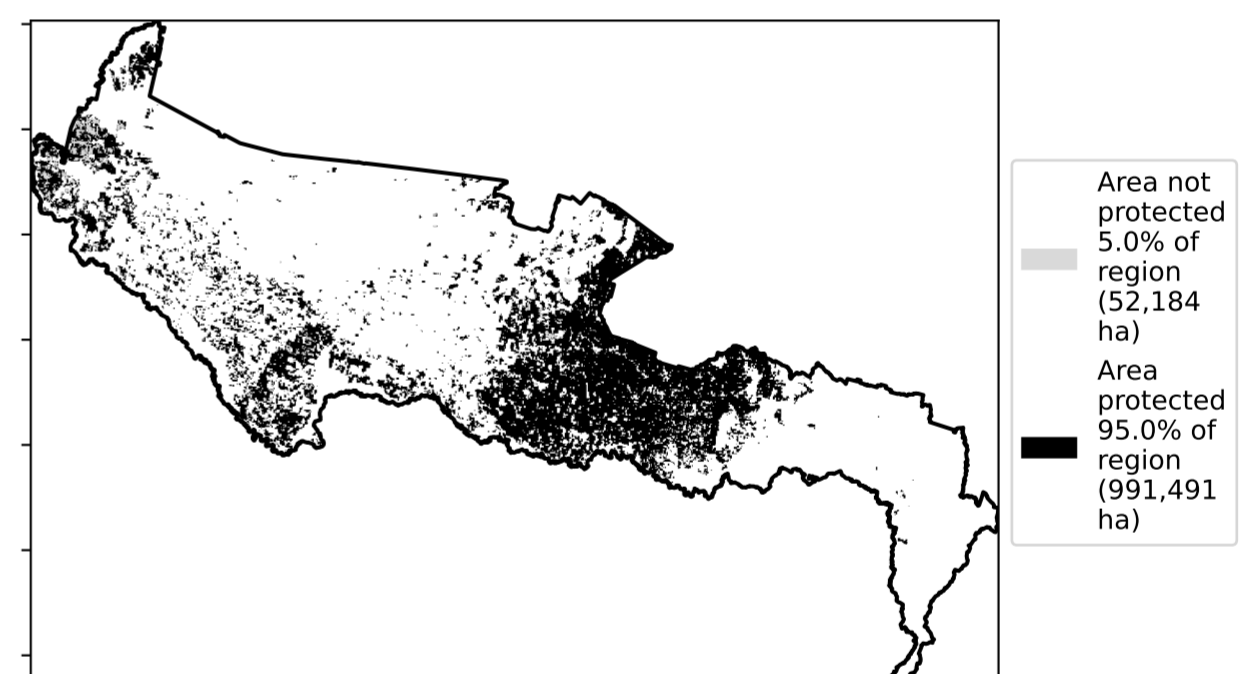 Area not
protected
5.0% of
region
(52,184
ha)
Area
protected
95.0% of
region
(991,491
ha)